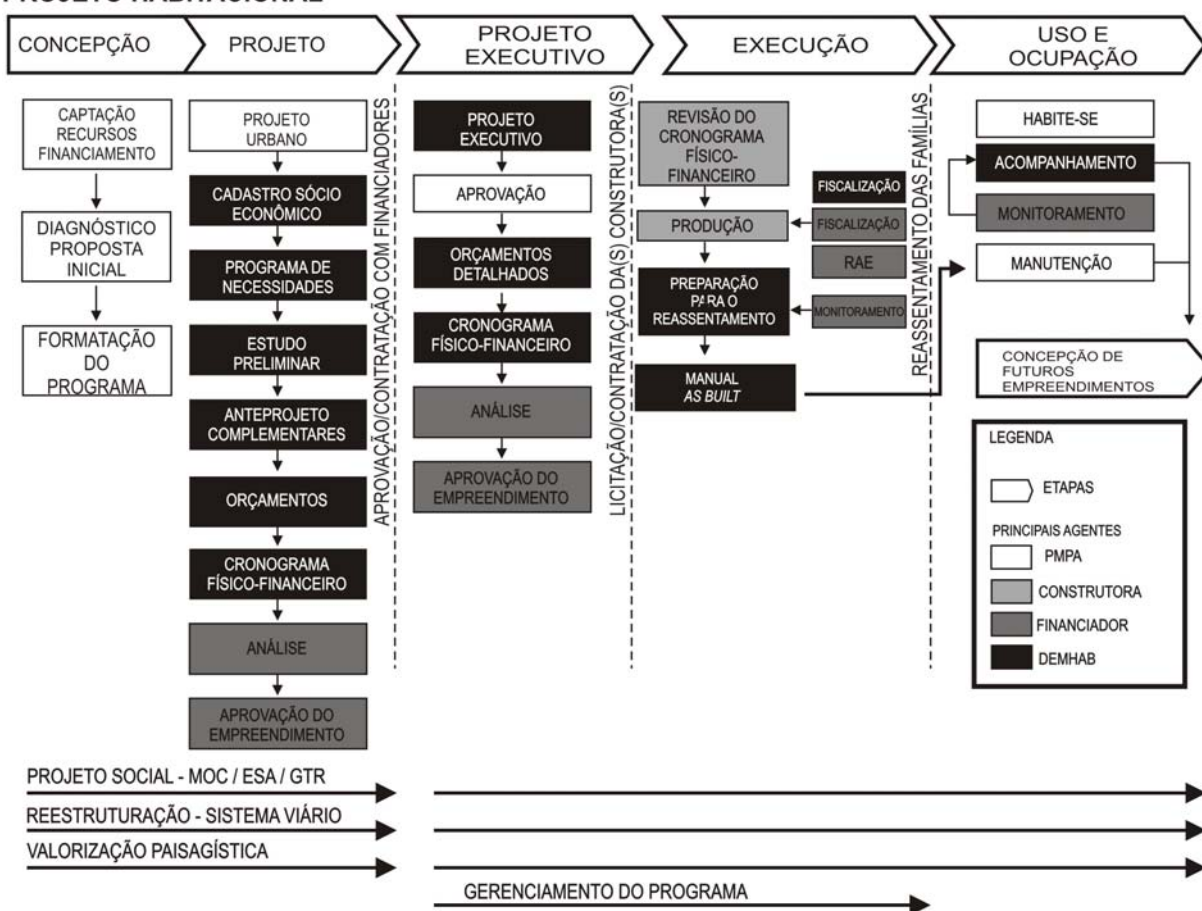 PROJETO HABITACIONAL
CONCEPÇÃO
PROJETO
PROJETO
EXECUTIVO
EXECUÇÃO
USO E
OCUPAÇÃO
CAPTAÇÃO
RECURSOS
FINANCIAMENTO
DIAGNÓSTICO
PROPOSTA
INICIAL
FORMATAÇÃO
DO
PROGRAMA
PROJETO
URBANO
CADASTRO SÓCIO
ECONÔMICO
PROGRAMA DE
NECESSIDADES
ESTUDO
PRELIMINAR
ANTEPROJETO
COMPLEMENTARES
ORÇAMENTOS
CRONOGRAMA
FÍSICO-FINANCEIRO
ANÁLISE
APROVAÇÃO DO
EMPREENDIMENTO
APROVAÇÃO/CONTRATAÇÃO COM FINANCIADORES
PROJETO
EXECUTIVO
APROVAÇÃO
ORÇAMENTOS
DETALHADOS
CRONOGRAMA
FÍSICO-FINANCEIRO
ANÁLISE
APROVAÇÃO DO
EMPREENDIMENTO
LICITAÇÃO/CONTRATAÇÃO DA(S) CONSTRUTORA(S)
REVISÃO DO
CRONOGRAMA
FÍSICO-
FINANCEIRO
PRODUÇÃO
PREPARAÇÃO
PARA O
REASSENTAMENTO
MANUAL
AS BUILT
FISCALIZAÇÃO
FISCALIZAÇÃO
RAE
MONITORAMENTO
REASSENTAMENTO DAS FAMÍLIAS
HABITE-SE
ACOMPANHAMENTO
MONITORAMENTO
MANUTENÇÃO
CONCEPÇÃO DE
FUTUROS
EMPREENDIMENTOS
LEGENDA
ETAPAS
PRINCIPAIS AGENTES
PMPA
CONSTRUTORA
FINANCIADOR
DEMHAB
PROJETO SOCIAL - MOC / ESA / GTR
REESTRUTURAÇÃO - SISTEMA VIÁRIO
VALORIZAÇÃO PAISAGÍSTICA
GERENCIAMENTO DO PROGRAMA